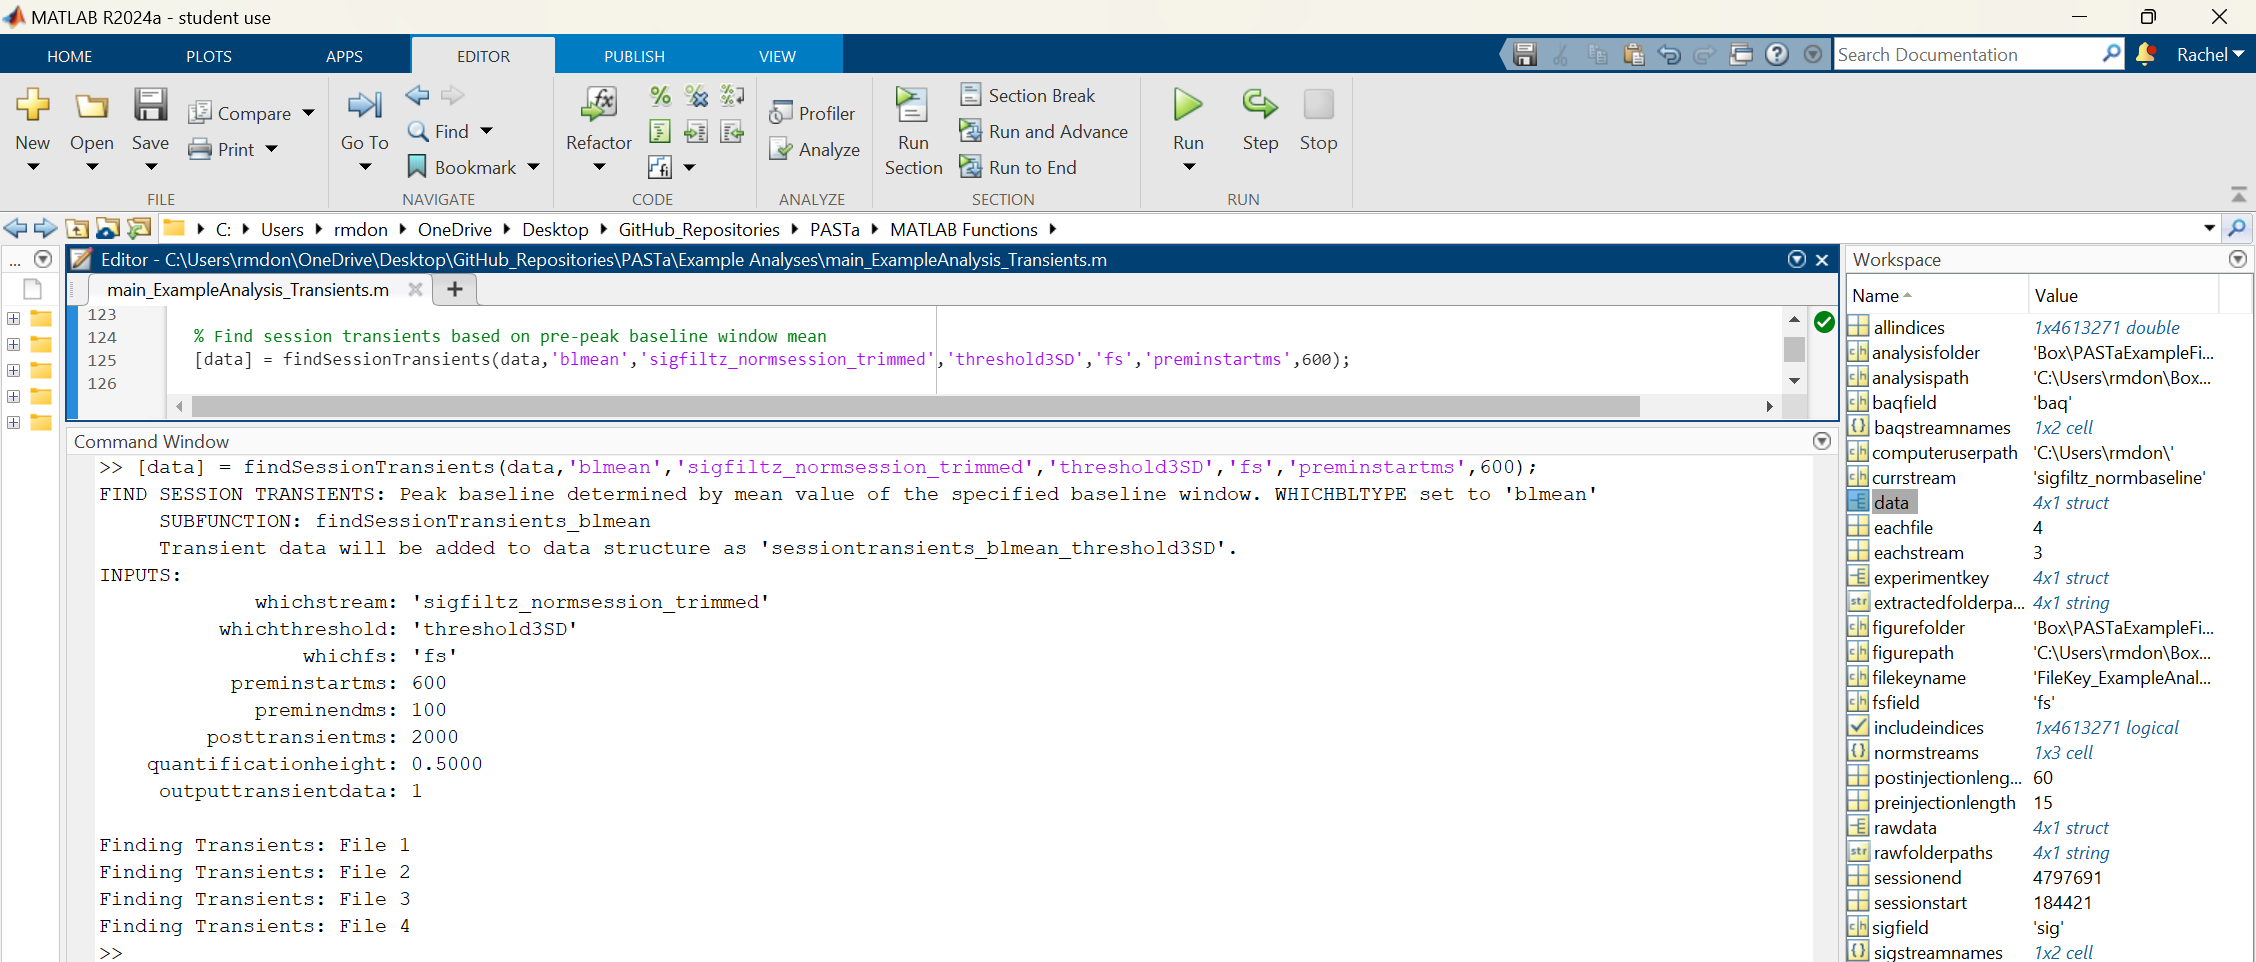 MATLAB R2024a - student use
HOME PLOTS APPS EDITOR PUBLISH VIEW Search Documentation Rachel
New Open Save Compare Print
FILE
Go To Find Bookmark
NAVIGATE
Refactor
CODE
Profiler
Analyze
ANALYZE
Run Section
Section Break
Run and Advance
Run to End
SECTION
Run Step Stop
RUN
C: Users rmdon OneDrive Desktop GitHub_Repositories PASTa MATLAB Functions
...
Editor - C:\Users\rmdon\OneDrive\Desktop\GitHub_Repositories\PASTa\Example Analyses\main_ExampleAnalysis_Transients.m
main_ExampleAnalysis_Transients.m
123
124 % Find session transients based on pre-peak baseline window mean
125 [data] = findSessionTransients(data,'blmean','sigfiltz_normsession_trimmed','threshold3SD','fs','preminstartms',600);
126
Command Window
>> [data] = findSessionTransients(data,'blmean','sigfiltz_normsession_trimmed','threshold3SD','fs','preminstartms',600);
FIND SESSION TRANSIENTS: Peak baseline determined by mean value of the specified baseline window. WHICHBLTYPE set to 'blmean'
SUBFUNCTION: findSessionTransients_blmean
Transient data will be added to data structure as 'sessiontransients_blmean_threshold3SD'.
INPUTS:
whichstream: 'sigfiltz_normsession_trimmed'
whichthreshold: 'threshold3SD'
whichfs: 'fs'
preminstartms: 600
preminendms: 100
posttransientms: 2000
quantificationheight: 0.5000
outputtransientdata: 1
Finding Transients: File 1
Finding Transients: File 2
Finding Transients: File 3
Finding Transients: File 4
>>
Workspace
Name Value
allindices 1x4613271 double
analysisfolder 'Box\PASTaExampleFi...
analysispath 'C:\Users\rmdon\Box...
baqfield 'baq'
baqstreamnames 1x2 cell
computeruserpath 'C:\Users\rmdon\'
currstream 'sigfiltz_normbaseline'
data 4x1 struct
eachfile 4
eachstream 3
experimentkey 4x1 struct
extractedfolderpa... 4x1 string
figurefolder 'Box\PASTaExampleFi...
figurepath 'C:\Users\rmdon\Box...
filekeyname 'FileKey_ExampleAnal...
fsfield 'fs'
includeindices 1x4613271 logical
normstreams 1x3 cell
postinjectionleng... 60
preinjectionlength 15
rawdata 4x1 struct
rawfolderpaths 4x1 string
sessionend 4797691
sessionstart 184421
sigfield 'sig'
sigstreamnames 1x2 cell